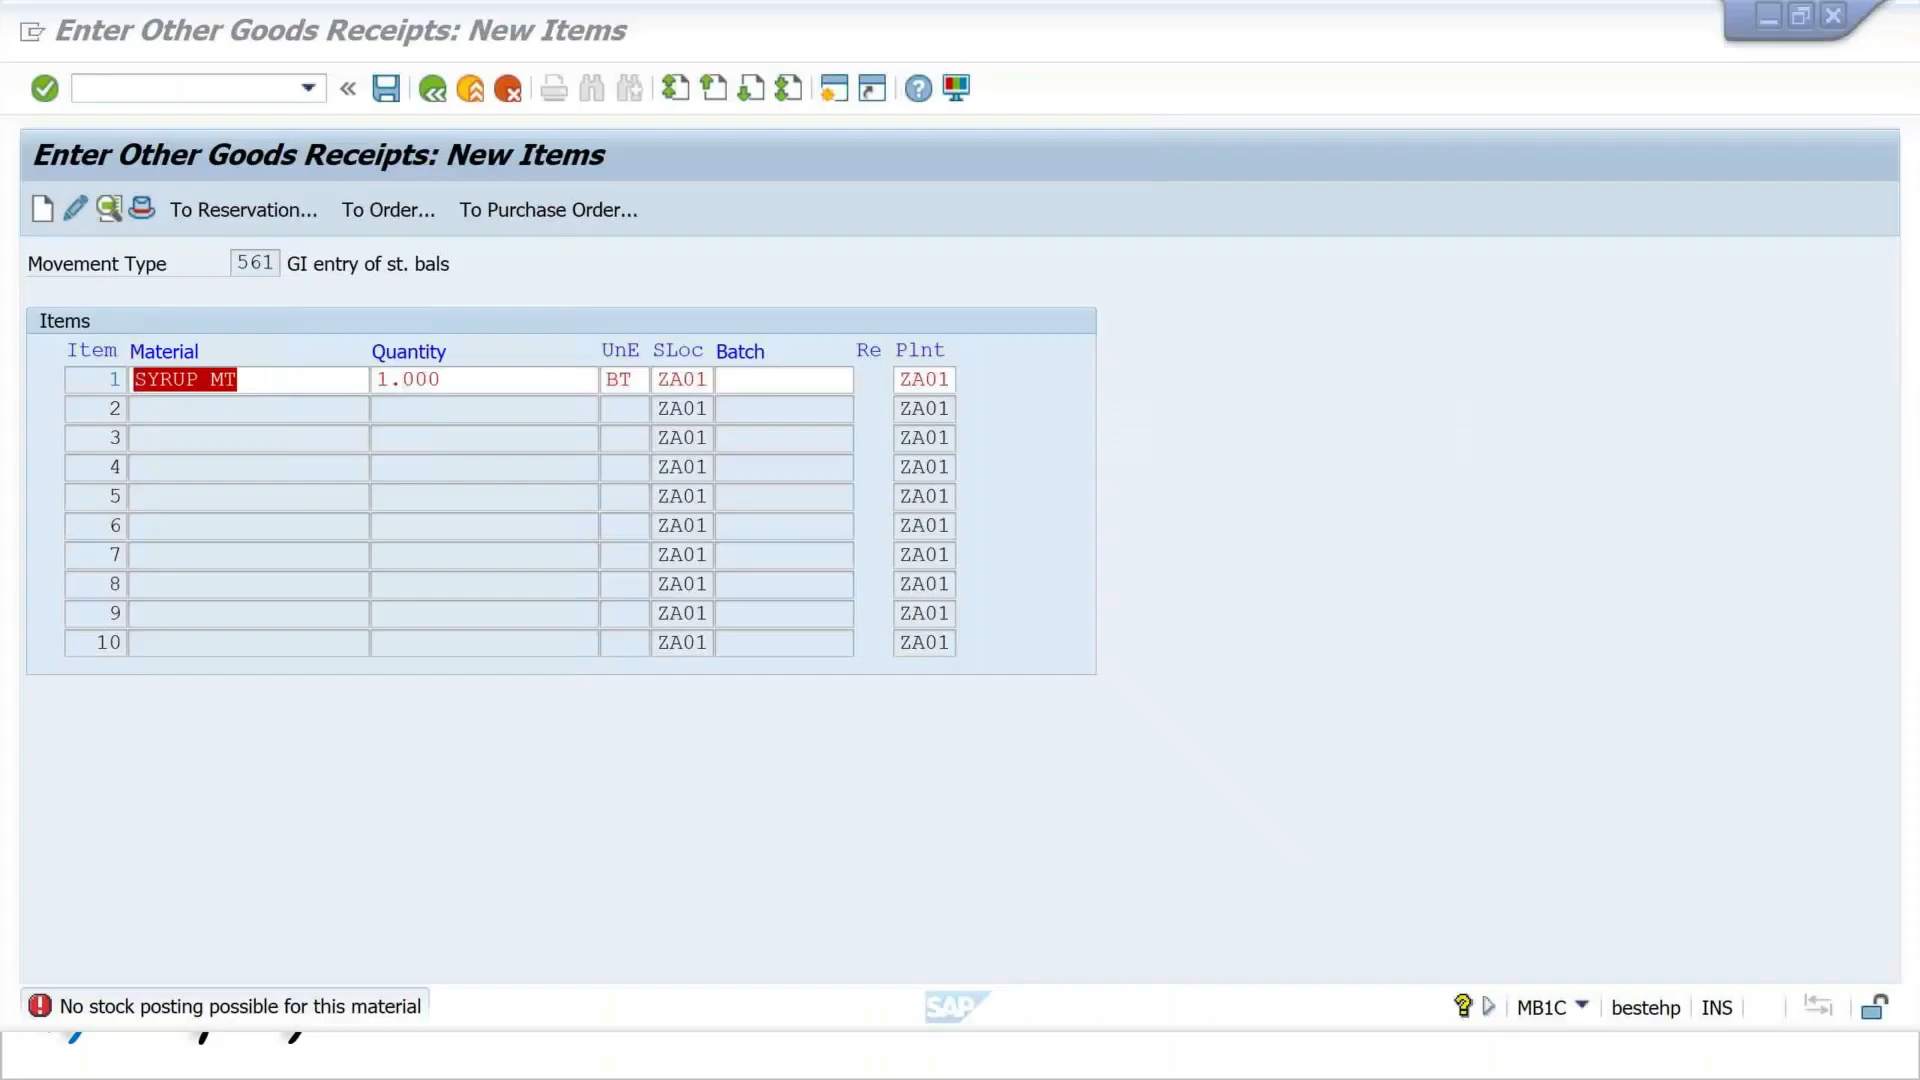 Enter Other Goods Receipts: New Items
Enter Other Goods Receipts: New Items
To Reservation... To Order... To Purchase Order...
Movement Type 561 GI entry of st. bals
Items
Item Material Quantity UnE SLoc Batch Re Plnt
1 SYRUP MT 1.000 BT ZA01 ZA01
2 ZA01 ZA01
3 ZA01 ZA01
4 ZA01 ZA01
5 ZA01 ZA01
6 ZA01 ZA01
7 ZA01 ZA01
8 ZA01 ZA01
9 ZA01 ZA01
10 ZA01 ZA01
No stock posting possible for this material SAP MB1C bestehp INS